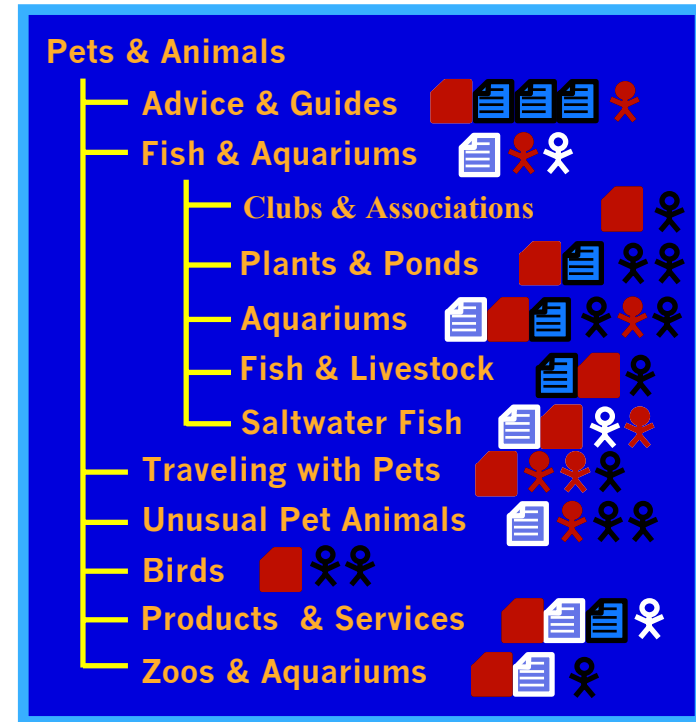 Pets & Animals
Advice & Guides
Fish & Aquariums
Clubs & Associations
Plants & Ponds
Aquariums
Fish & Livestock
Saltwater Fish
Traveling with Pets
Unusual Pet Animals
Birds
Products & Services
Zoos & Aquariums